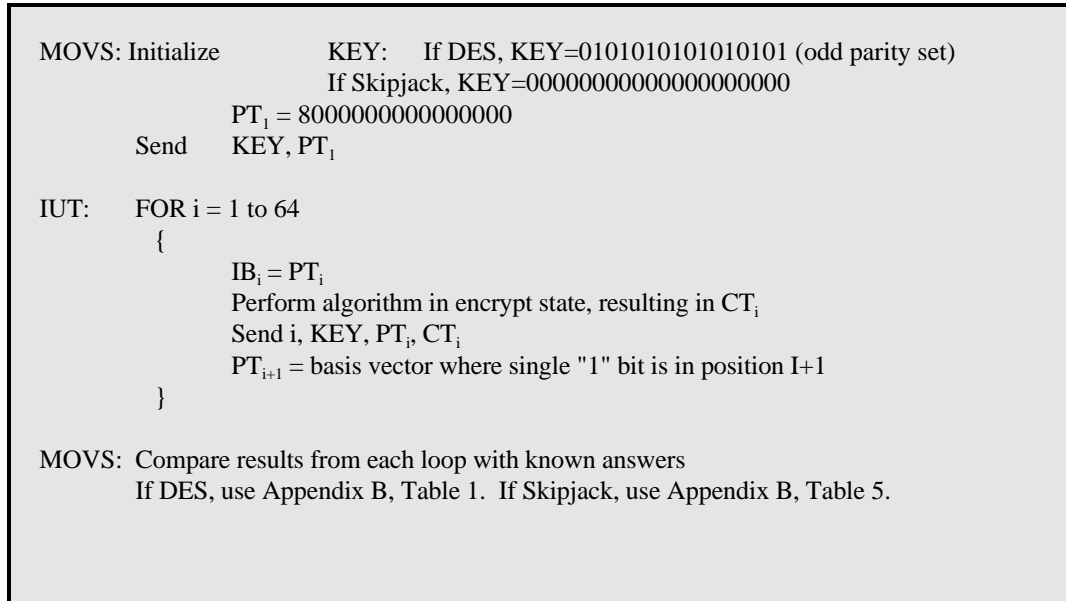 MOVS: Initialize KEY: If DES, KEY=0101010101010101 (odd parity set)
If Skipjack, KEY=00000000000000000000
PT₁ = 8000000000000000
Send KEY, PT₁
IUT: FOR i = 1 to 64
{
IBᵢ = PTᵢ
Perform algorithm in encrypt state, resulting in CTᵢ
Send i, KEY, PTᵢ, CTᵢ
PTᵢ₊₁ = basis vector where single "1" bit is in position I+1
}
MOVS: Compare results from each loop with known answers
If DES, use Appendix B, Table 1. If Skipjack, use Appendix B, Table 5.